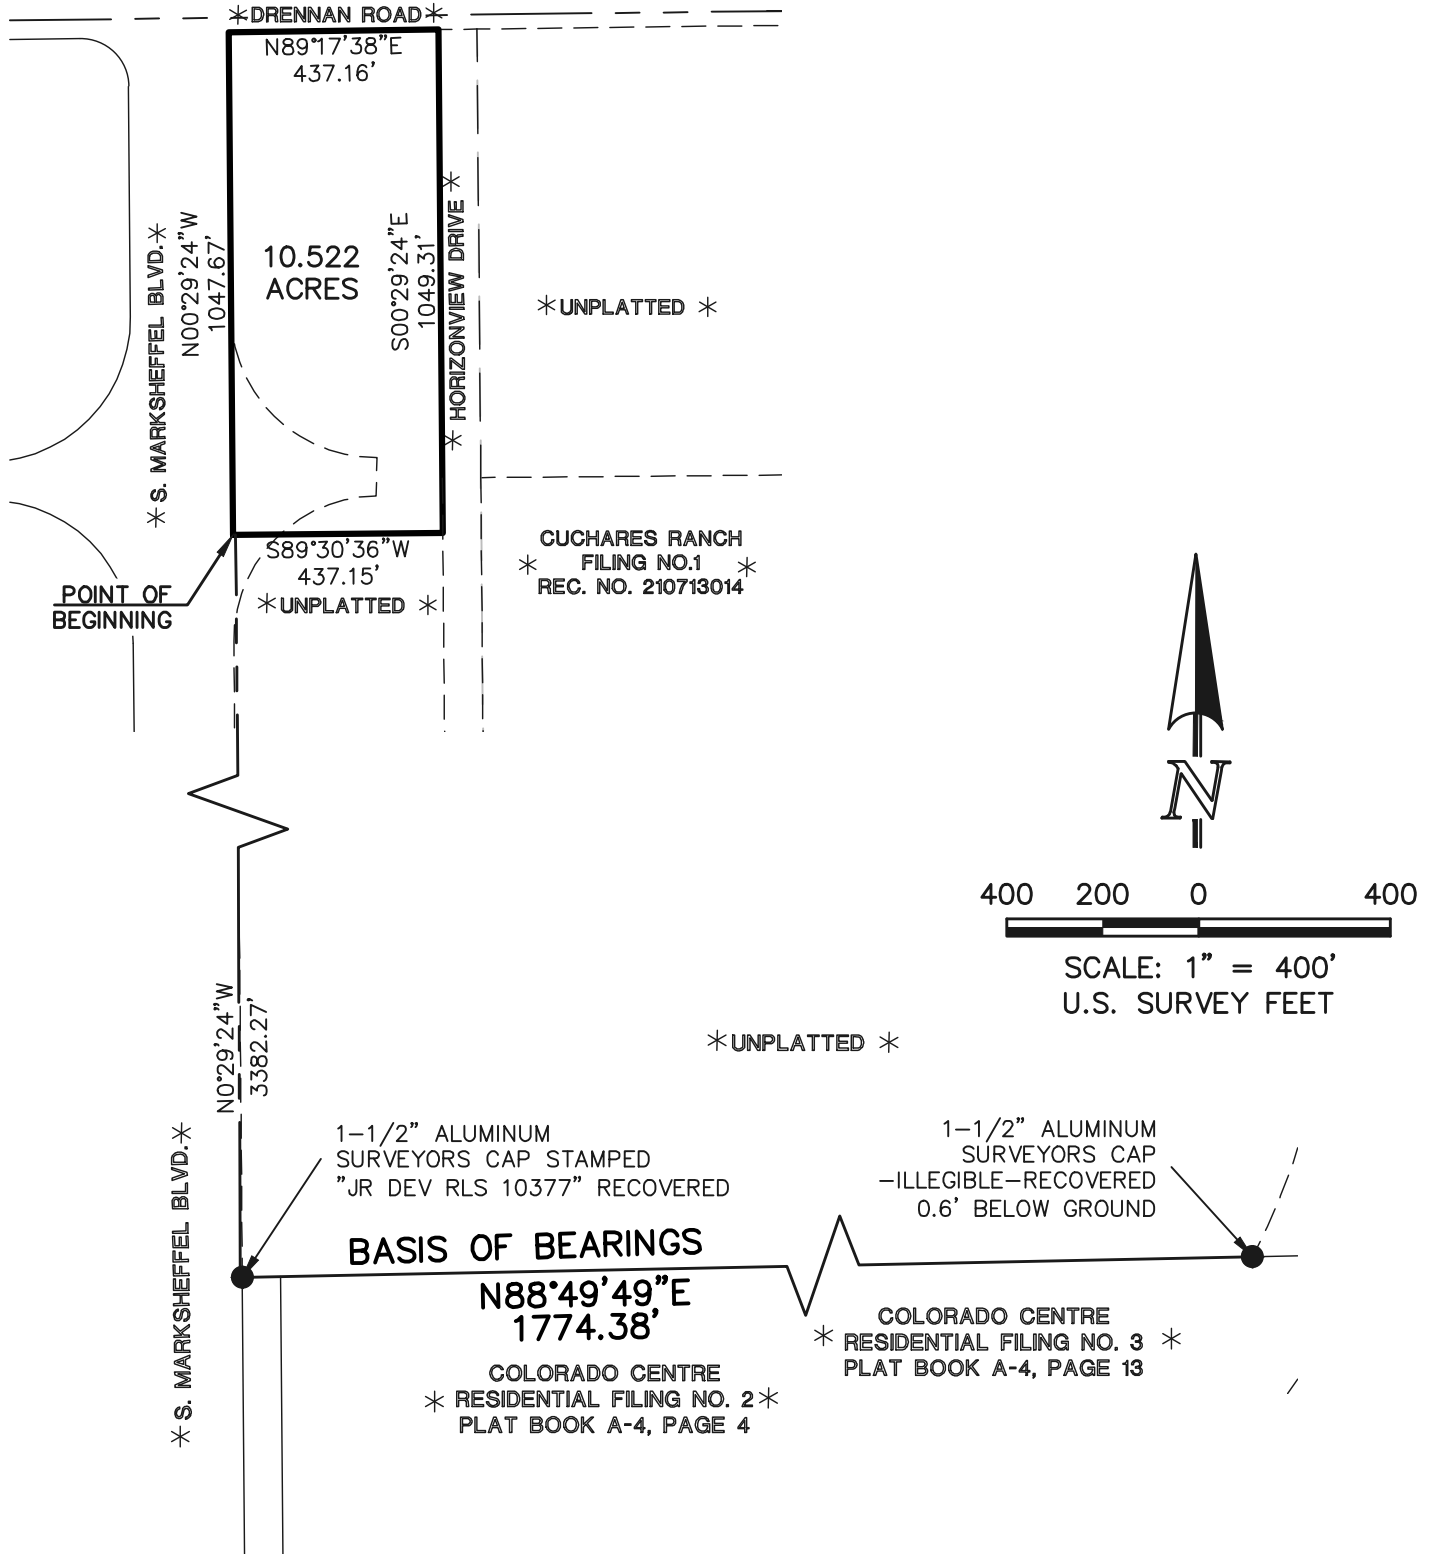 *DRENNAN ROAD*
N89°17'38"E
437.16'
*S. MARKSHEFFEL BLVD.*
N00°29'24"W
1047.67'
10.522
ACRES
S00°29'24"E
1049.31'
*HORIZONVIEW DRIVE*
*UNPLATTED *
S89°30'36"W
437.15'
*UNPLATTED *
CUCHARES RANCH
* FILING NO.1 *
REC. NO. 210713014
POINT OF
BEGINNING
N
400 200 0 400
SCALE: 1" = 400'
U.S. SURVEY FEET
N0°29'24"W
3382.27'
*UNPLATTED *
*S. MARKSHEFFEL BLVD.*
1-1/2" ALUMINUM
SURVEYORS CAP STAMPED
"JR DEV RLS 10377" RECOVERED
1-1/2" ALUMINUM
SURVEYORS CAP
-ILLEGIBLE-RECOVERED
0.6' BELOW GROUND
BASIS OF BEARINGS
N88°49'49"E
1774.38'
COLORADO CENTRE
* RESIDENTIAL FILING NO. 3 *
PLAT BOOK A-4, PAGE 13
COLORADO CENTRE
* RESIDENTIAL FILING NO. 2*
PLAT BOOK A-4, PAGE 4